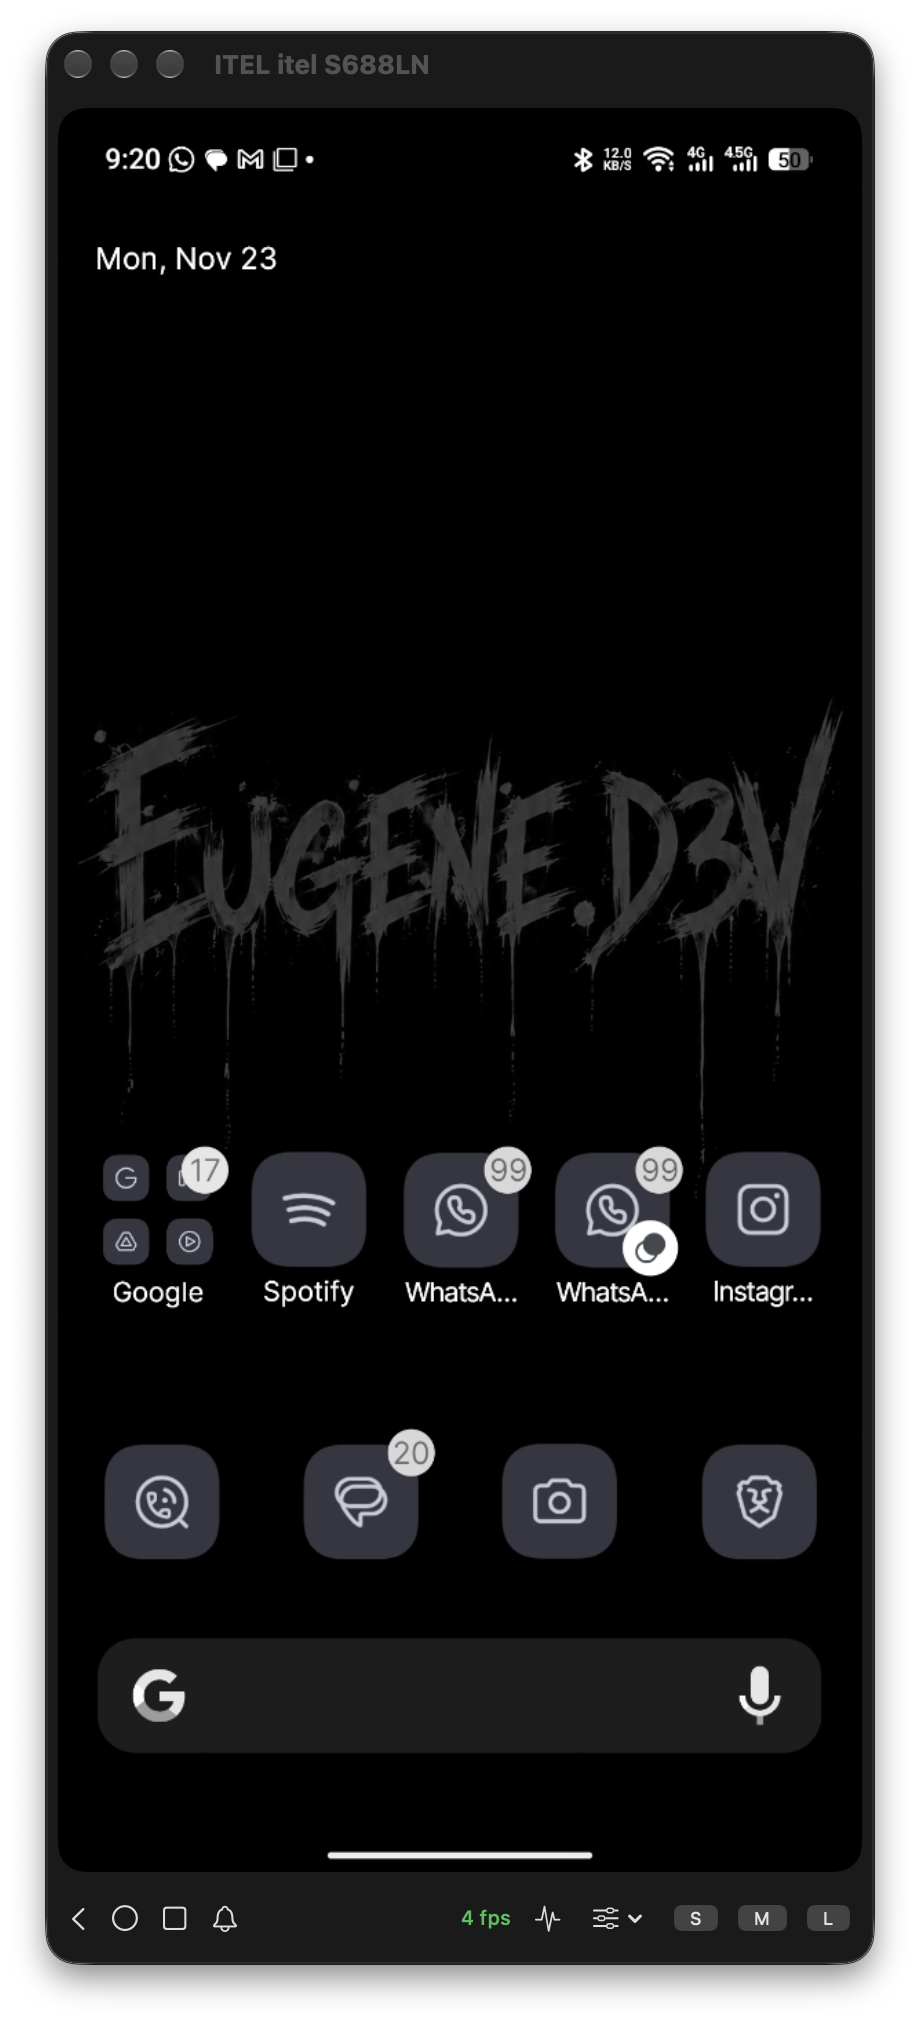 ITEL itel S688LN
9:20 12.0 KB/S 4G 4.5G 50
Mon, Nov 23
EUGENE.D3V
17 99 99
Google Spotify WhatsA... WhatsA... Instagr...
20
4 fps S M L